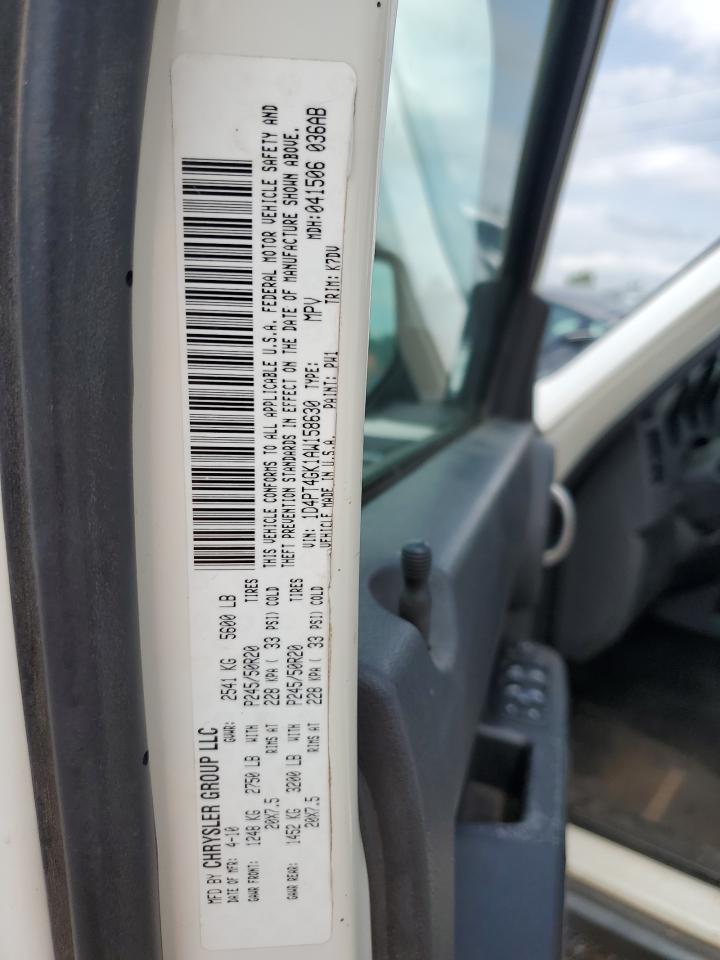 MFD BY CHRYSLER GROUP LLC
DATE OF MFR: 4-10 GVWR: 2541 KG 5600 LB
GAWR FRONT: 1248 KG 2750 LB WITH P245/50R20 TIRES
20X7.5 RIMS AT 228 KPA ( 33 PSI) COLD
GAWR REAR: 1452 KG 3200 LB WITH P245/50R20 TIRES
20X7.5 RIMS AT 228 KPA ( 33 PSI) COLD
THIS VEHICLE CONFORMS TO ALL APPLICABLE U.S.A. FEDERAL MOTOR VEHICLE SAFETY AND
THEFT PREVENTION STANDARDS IN EFFECT ON THE DATE OF MANUFACTURE SHOWN ABOVE.
VIN: 1D4PT4GK1AW158630 TYPE: MPV MDH:041506 036AB
VEHICLE MADE IN U.S.A. PAINT: PW1 TRIM: K7DV